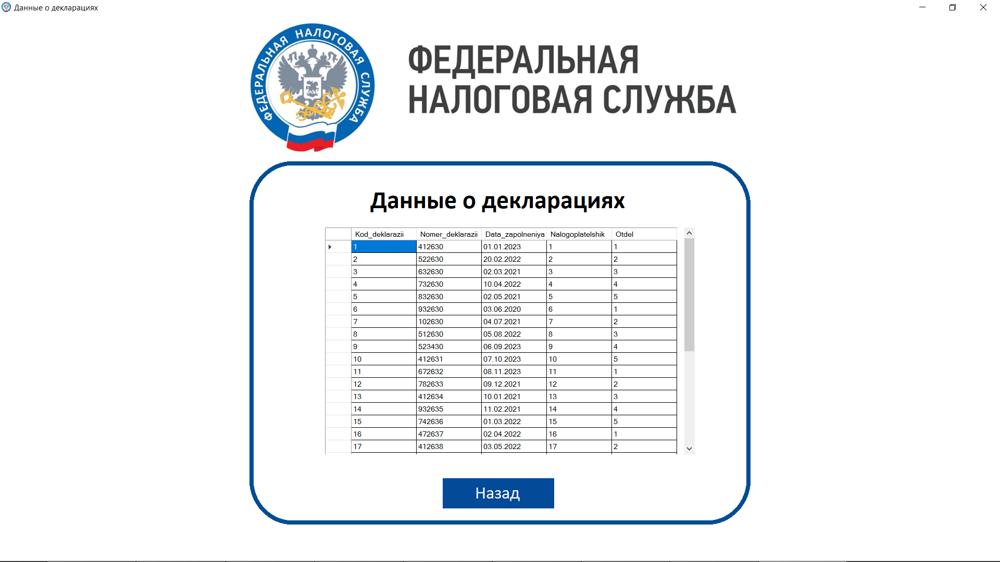 Данные о декларациях
ФЕДЕРАЛЬНАЯ НАЛОГОВАЯ СЛУЖБА
ФЕДЕРАЛЬНАЯ
НАЛОГОВАЯ СЛУЖБА
Данные о декларациях
Kod_deklarazii Nomer_deklarazii Data_zapolneniya Nalogoplatelshik Otdel
1 412630 01.01.2023 1 1
2 522630 20.02.2022 2 2
3 632630 02.03.2021 3 3
4 732630 10.04.2022 4 4
5 832630 02.05.2021 5 5
6 932630 03.06.2020 6 1
7 102630 04.07.2021 7 2
8 512630 05.08.2022 8 3
9 523430 06.09.2023 9 4
10 412631 07.10.2023 10 5
11 672632 08.11.2023 11 1
12 782633 09.12.2021 12 2
13 412634 10.01.2021 13 3
14 932635 11.02.2021 14 4
15 742636 01.03.2022 15 5
16 472637 02.04.2022 16 1
17 412638 03.05.2022 17 2
Назад